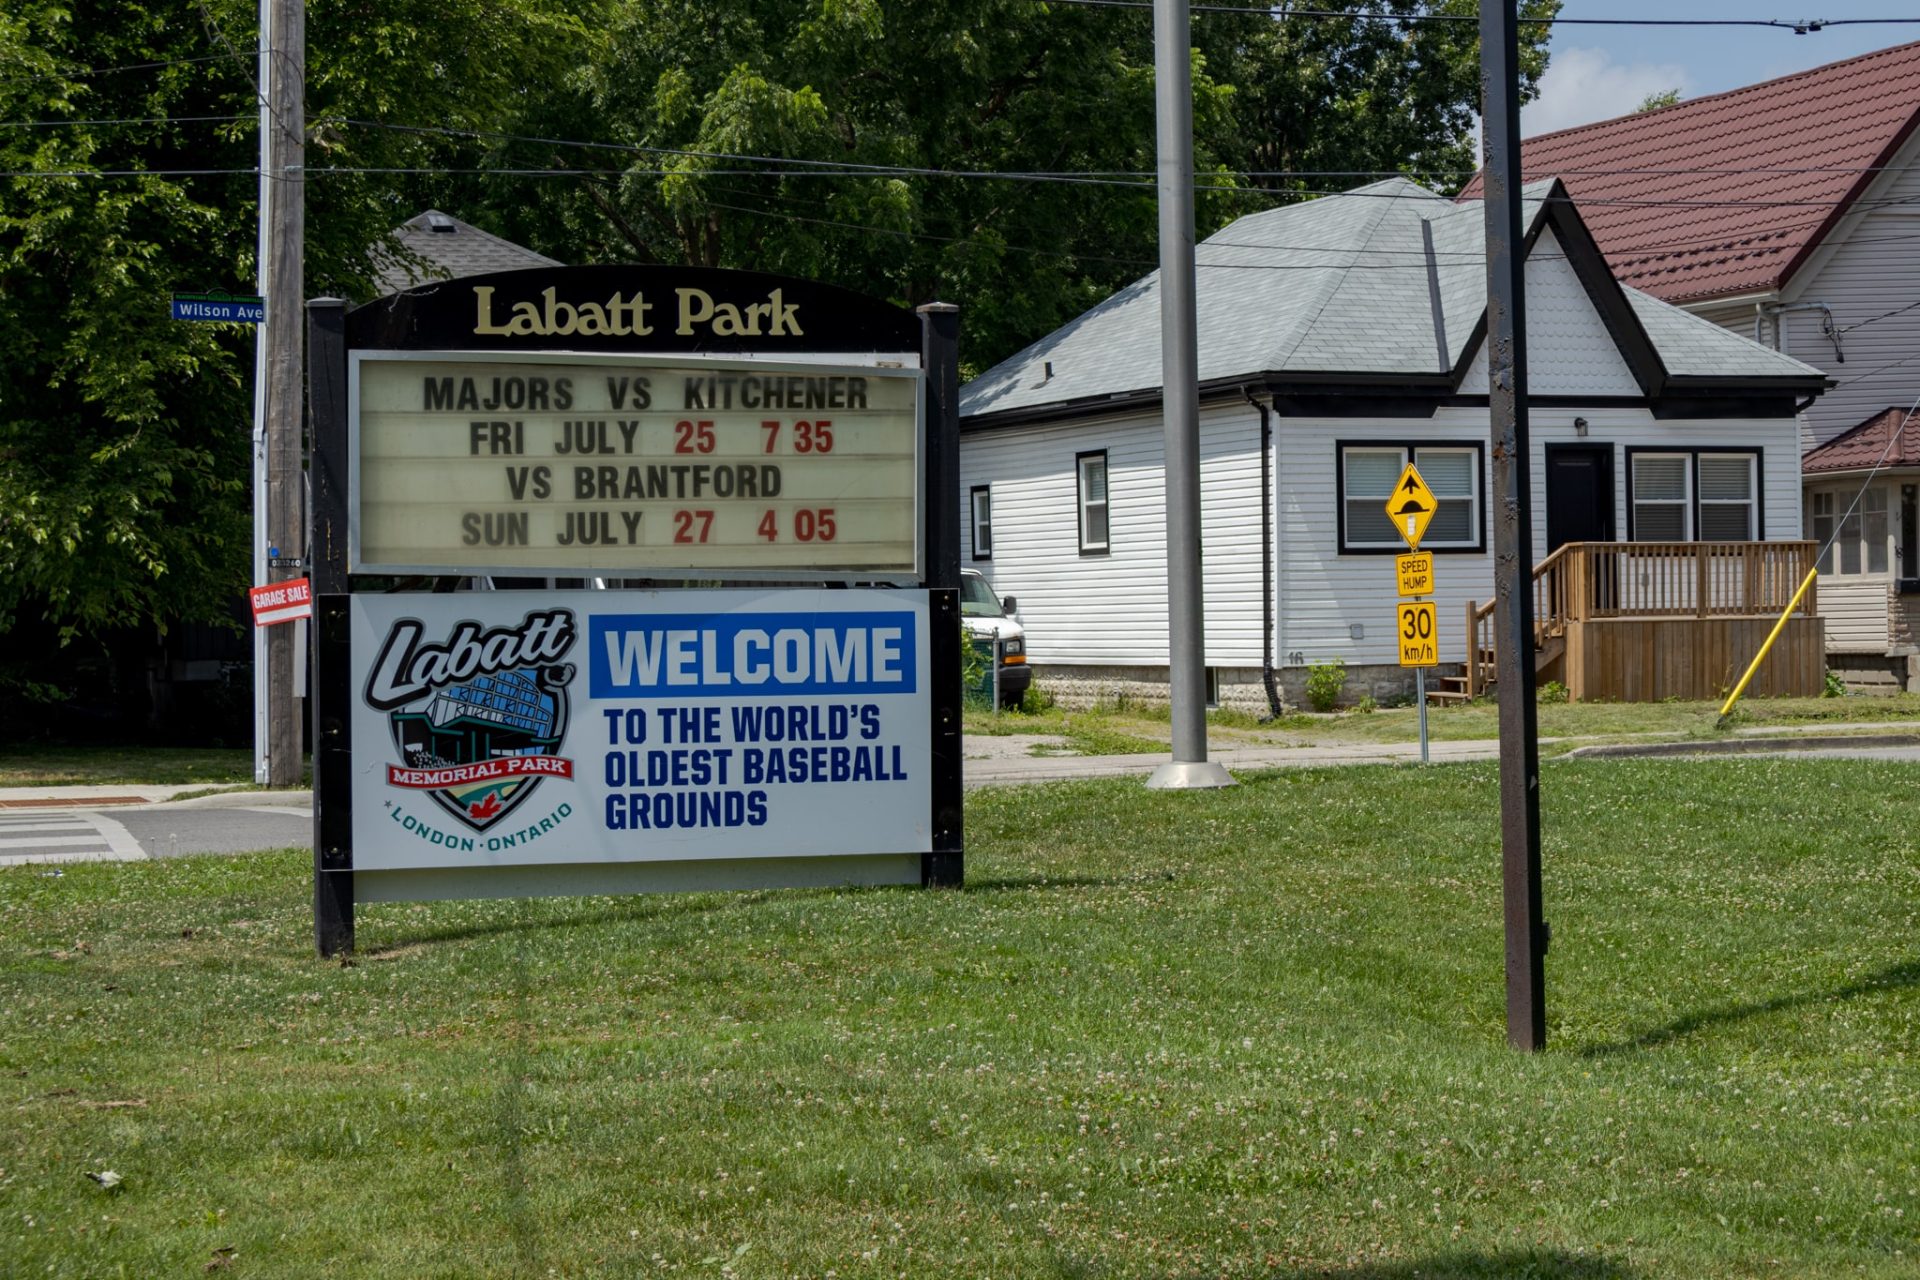 Wilson Ave
Labatt Park
MAJORS VS KITCHENER
FRI JULY 25 7 35
VS BRANTFORD
SUN JULY 27 4 05
GARAGE SALE
Labatt
MEMORIAL PARK
LONDON · ONTARIO
WELCOME
TO THE WORLD'S
OLDEST BASEBALL
GROUNDS
SPEED
HUMP
30
km/h
16